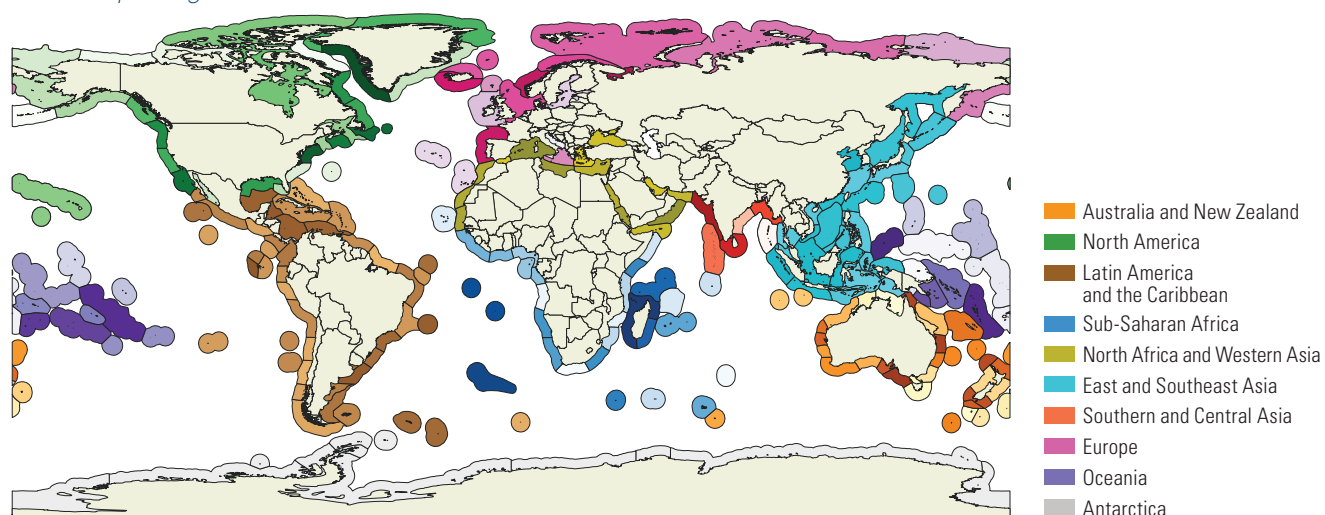 Australia and New Zealand
North America
Latin America
and the Caribbean
Sub-Saharan Africa
North Africa and Western Asia
East and Southeast Asia
Southern and Central Asia
Europe
Oceania
Antarctica